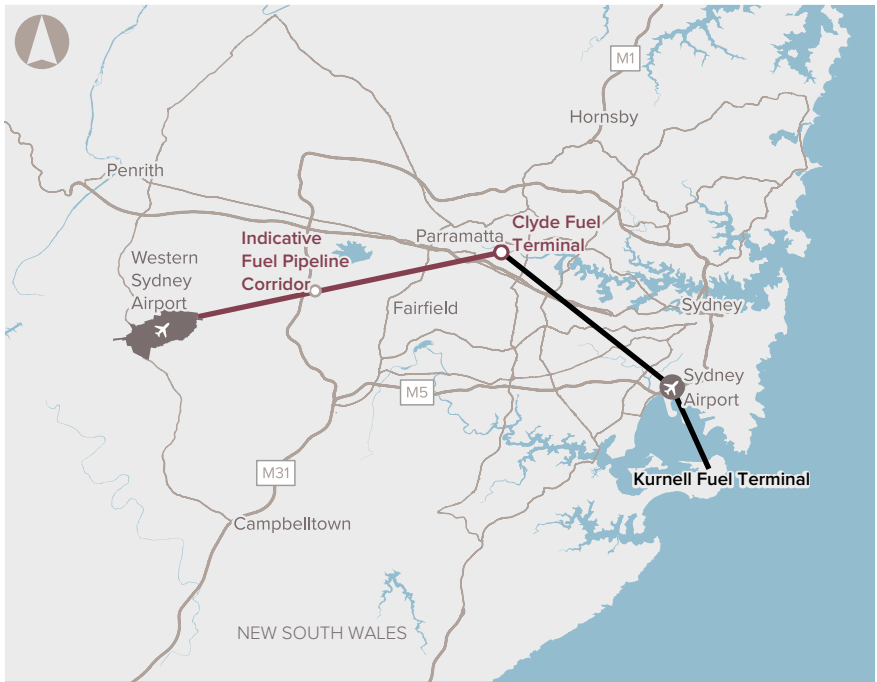 M1
Hornsby
Penrith
Clyde Fuel
Terminal
Indicative
Fuel Pipeline
Corridor
Parramatta
Western
Sydney
Airport
Fairfield
Sydney
Sydney
Airport
M5
M31
Kurnell Fuel Terminal
Campbelltown
NEW SOUTH WALES